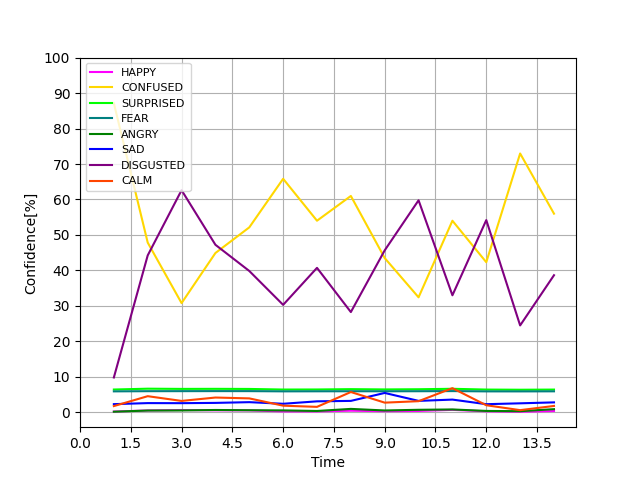 100
90
80
70
60
50
40
30
20
10
0
Confidence[%]
HAPPY
CONFUSED
SURPRISED
FEAR
ANGRY
SAD
DISGUSTED
CALM
0.0 1.5 3.0 4.5 6.0 7.5 9.0 10.5 12.0 13.5
Time